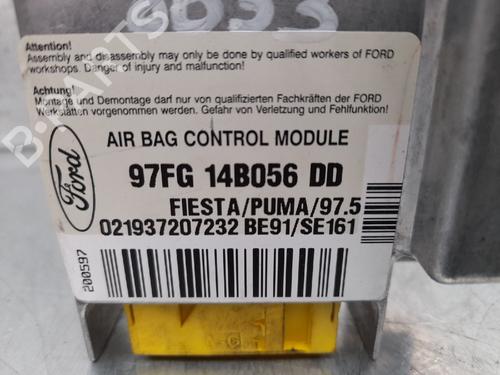 Attention!
Assembly and disassembly may only be done by qualified workers of FORD
workshops. Danger of injury and malfunction!
Achtung!
Montage und Demontage darf nur von qualifizierten Fachkräften der FORD
Werkstätten vorgenommen werden. Gefahr von Verletzung und Fehlfunktion!
Ford
AIR BAG CONTROL MODULE
97FG 14B056 DD
FIESTA/PUMA/97.5
021937207232 BE91/SE161
200597